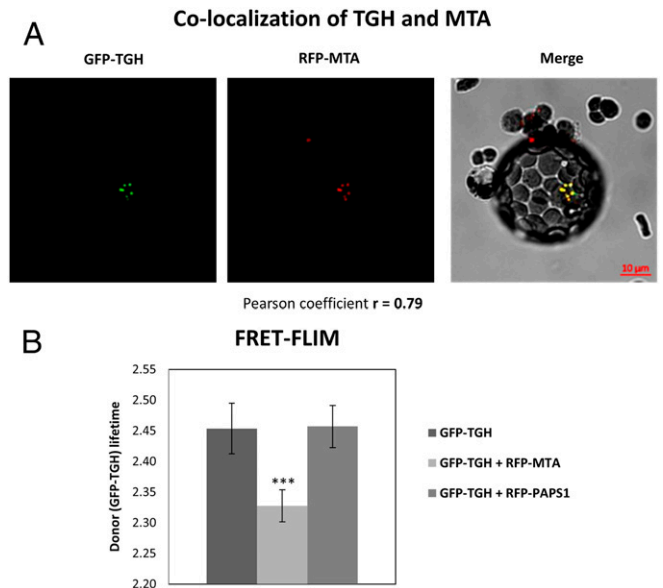 Co-localization of TGH and MTA
A
GFP-TGH
RFP-MTA
Merge
10 µm
Pearson coefficient r = 0.79
B
FRET-FLIM
Donor (GFP-TGH) lifetime
2.55
2.50
2.45
2.40
2.35
2.30
2.25
2.20
***
GFP-TGH
GFP-TGH + RFP-MTA
GFP-TGH + RFP-PAPS1